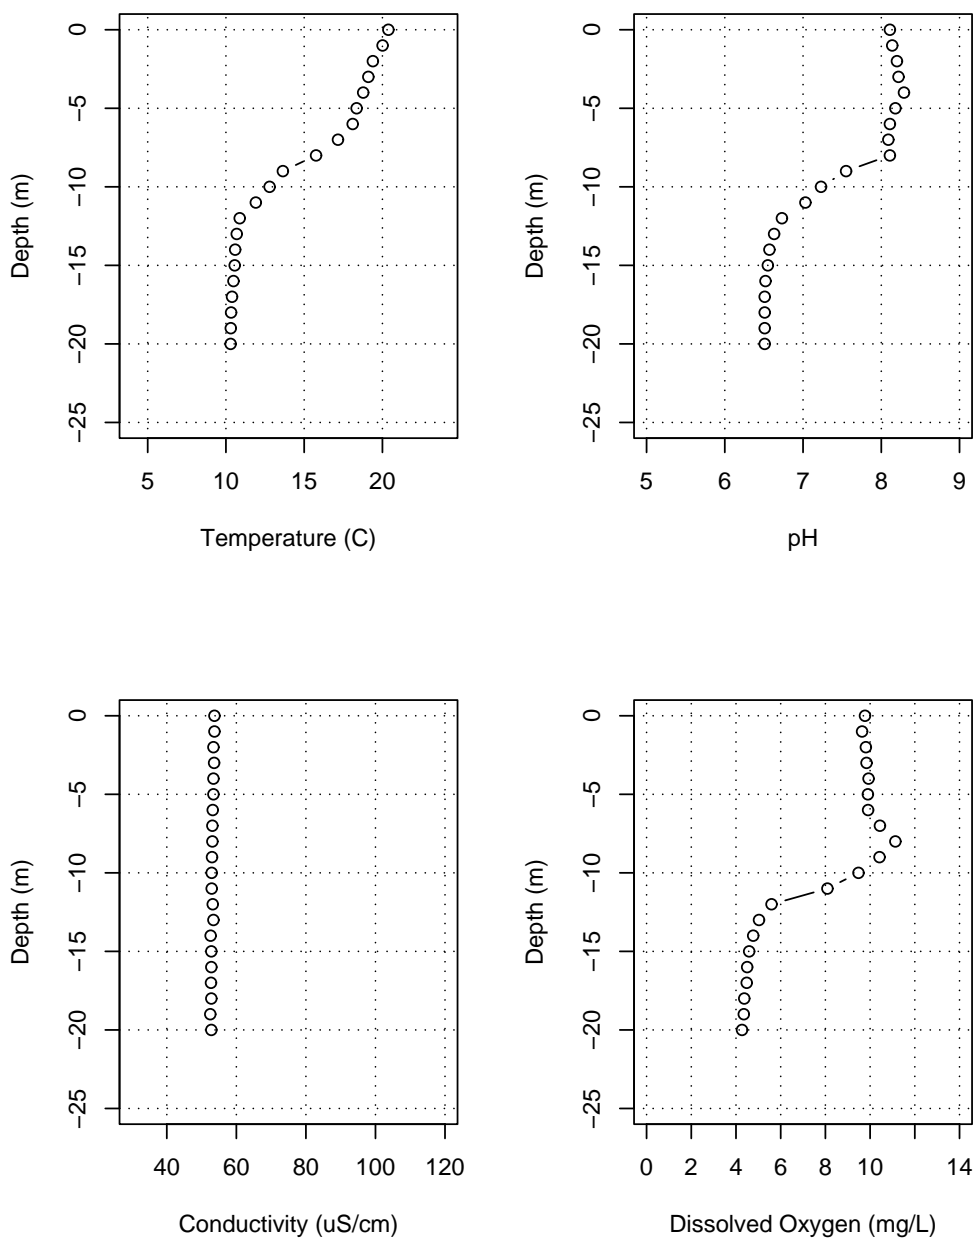 0
−5
−10
−15
−20
−25
Depth (m)
5 10 15 20
Temperature (C)
0
−5
−10
−15
−20
−25
Depth (m)
5 6 7 8 9
pH
0
−5
−10
−15
−20
−25
Depth (m)
40 60 80 100 120
Conductivity (uS/cm)
0
−5
−10
−15
−20
−25
Depth (m)
0 2 4 6 8 10 14
Dissolved Oxygen (mg/L)